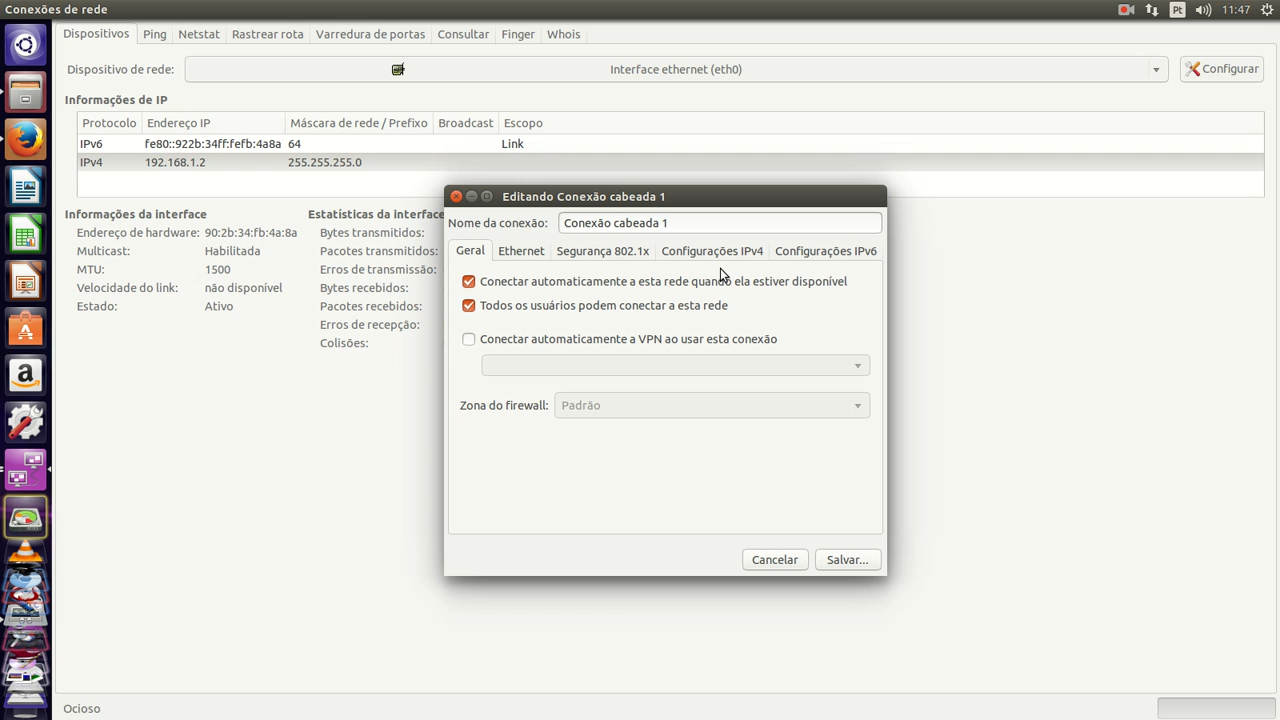 Conexões de rede
Pt
11:47
Dispositivos Ping Netstat Rastrear rota Varredura de portas Consultar Finger Whois
Dispositivo de rede: Interface ethernet (eth0) Configurar
Informações de IP
Protocolo Endereço IP Máscara de rede / Prefixo Broadcast Escopo
IPv6 fe80::922b:34ff:fefb:4a8a 64 Link
IPv4 192.168.1.2 255.255.255.0
Informações da interface
Endereço de hardware: 90:2b:34:fb:4a:8a
Multicast: Habilitada
MTU: 1500
Velocidade do link: não disponível
Estado: Ativo
Estatísticas da interface
Bytes transmitidos:
Pacotes transmitidos:
Erros de transmissão:
Bytes recebidos:
Pacotes recebidos:
Erros de recepção:
Colisões:
Editando Conexão cabeada 1
Nome da conexão: Conexão cabeada 1
Geral Ethernet Segurança 802.1x Configurações IPv4 Configurações IPv6
Conectar automaticamente a esta rede quando ela estiver disponível
Todos os usuários podem conectar a esta rede
Conectar automaticamente a VPN ao usar esta conexão
Zona do firewall: Padrão
Cancelar Salvar...
Ocioso